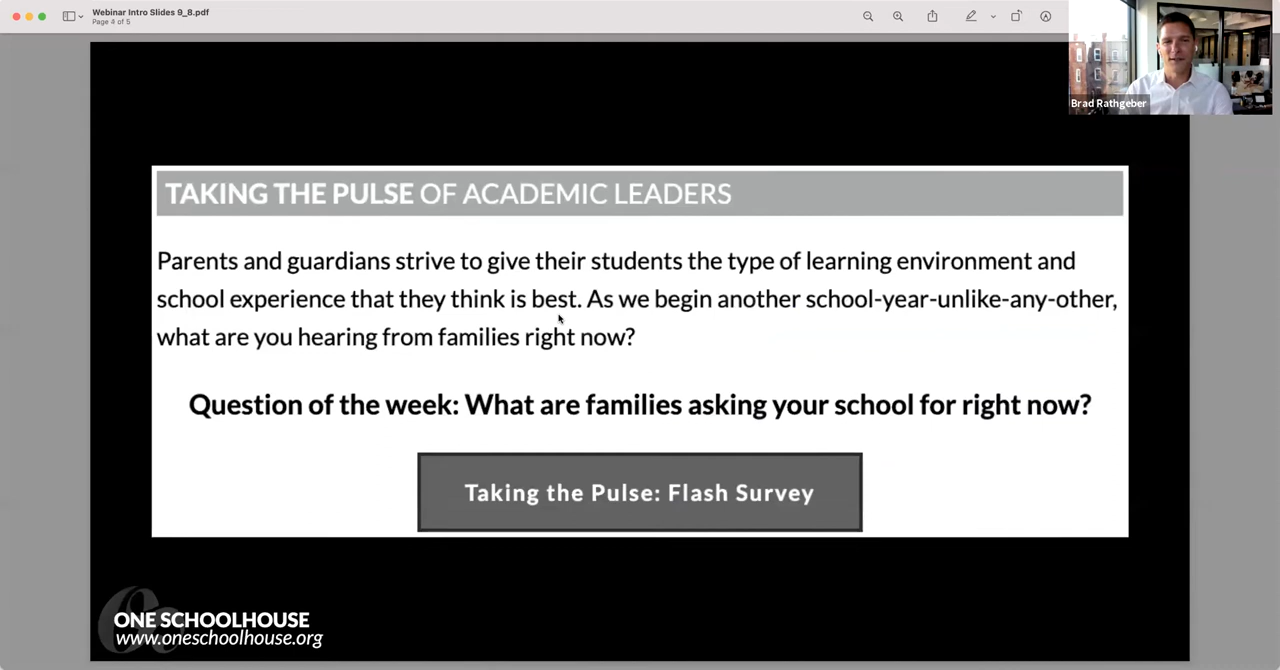 Webinar Intro Slides 9_8.pdf
Page 4 of 5
Brad Rathgeber
TAKING THE PULSE OF ACADEMIC LEADERS
Parents and guardians strive to give their students the type of learning environment and
school experience that they think is best. As we begin another school-year-unlike-any-other,
what are you hearing from families right now?
Question of the week: What are families asking your school for right now?
Taking the Pulse: Flash Survey
ONE SCHOOLHOUSE
www.oneschoolhouse.org